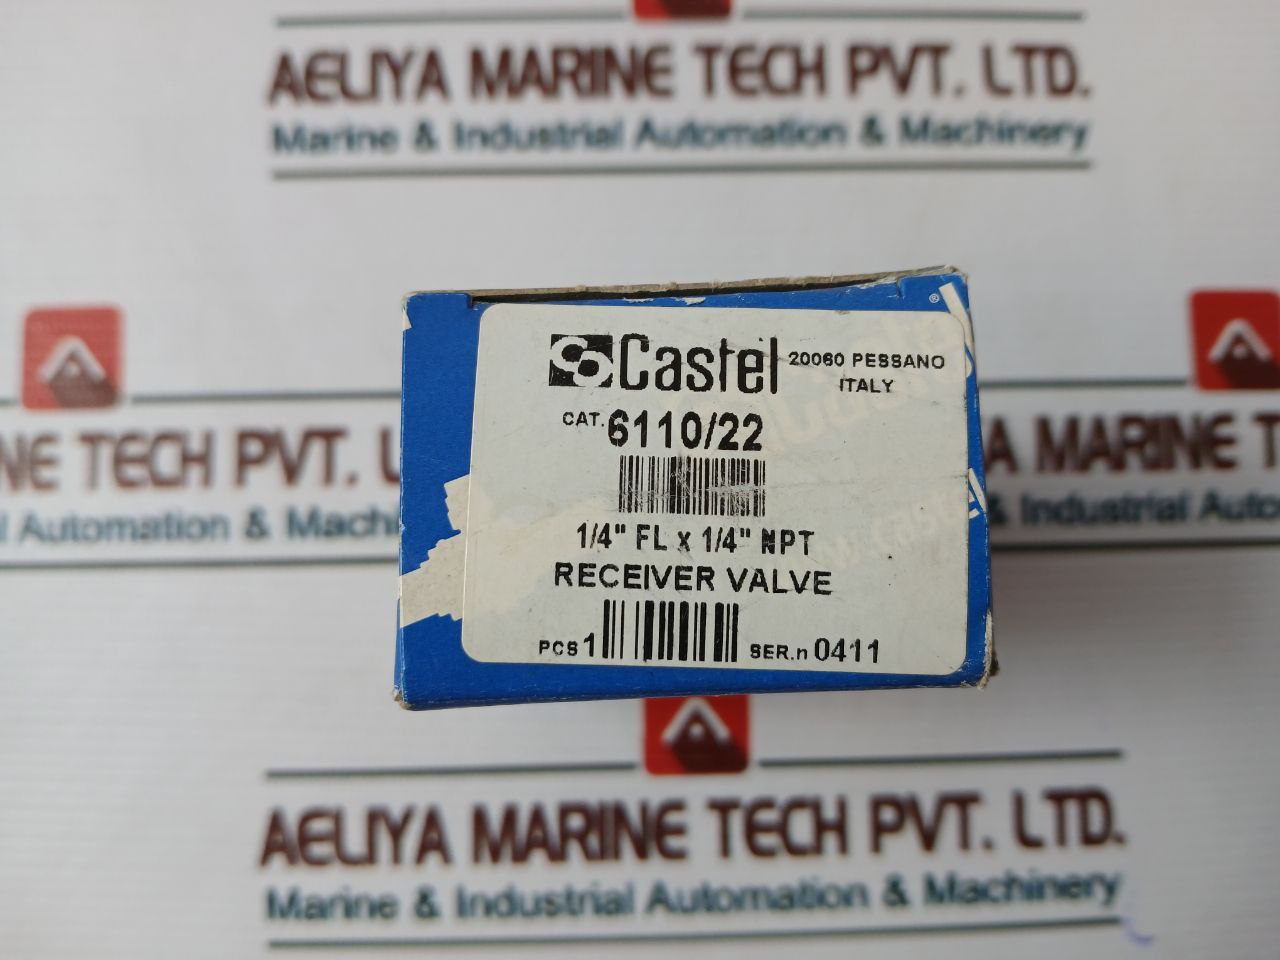 AELIYA MARINE TECH PVT. LTD.
Marine & Industrial Automation & Machinery
®
Castel 20060 PESSANO
ITALY
CAT. 6110/22
1/4" FL x 1/4" NPT
RECEIVER VALVE
PCS 1 SER.n 0411
NE TECH PVT. L
al Automation & Machi
A MARINE T
& Industrial Auto
AELIYA MARINE TECH PVT. LTD.
Marine & Industrial Automation & Machinery